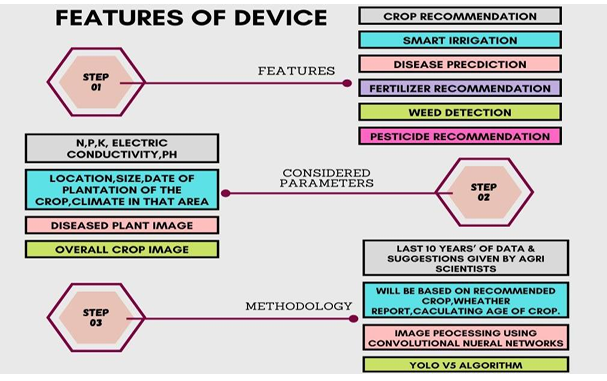 FEATURES OF DEVICE
STEP
01
FEATURES
CROP RECOMMENDATION
SMART IRRIGATION
DISEASE PRECDICTION
FERTILIZER RECOMMENDATION
WEED DETECTION
PESTICIDE RECOMMENDATION
N,P,K, ELECTRIC
CONDUCTIVITY,PH
LOCATION,SIZE,DATE OF
PLANTATION OF THE
CROP,CLIMATE IN THAT AREA
DISEASED PLANT IMAGE
OVERALL CROP IMAGE
CONSIDERED
PARAMETERS
STEP
02
STEP
03
METHODOLOGY
LAST 10 YEARS' OF DATA &
SUGGESTIONS GIVEN BY AGRI
SCIENTISTS
WILL BE BASED ON RECOMMENDED
CROP,WHEATHER
REPORT,CACULATING AGE OF CROP.
IMAGE PEOCESSING USING
CONVOLUTIONAL NUERAL NETWORKS
YOLO V5 ALGORITHM